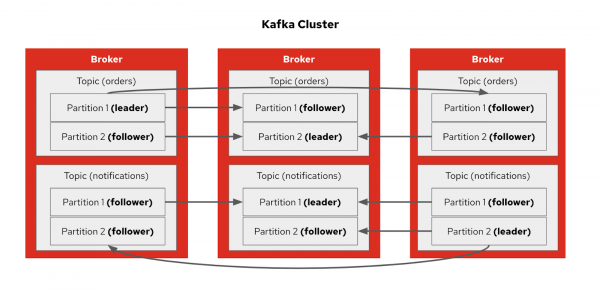 Kafka Cluster
Broker
Topic (orders)
Partition 1 (leader)
Partition 2 (follower)
Topic (notifications)
Partition 1 (follower)
Partition 2 (follower)
Broker
Topic (orders)
Partition 1 (follower)
Partition 2 (leader)
Topic (notifications)
Partition 1 (leader)
Partition 2 (follower)
Broker
Topic (orders)
Partition 1 (follower)
Partition 2 (follower)
Topic (notifications)
Partition 1 (follower)
Partition 2 (leader)